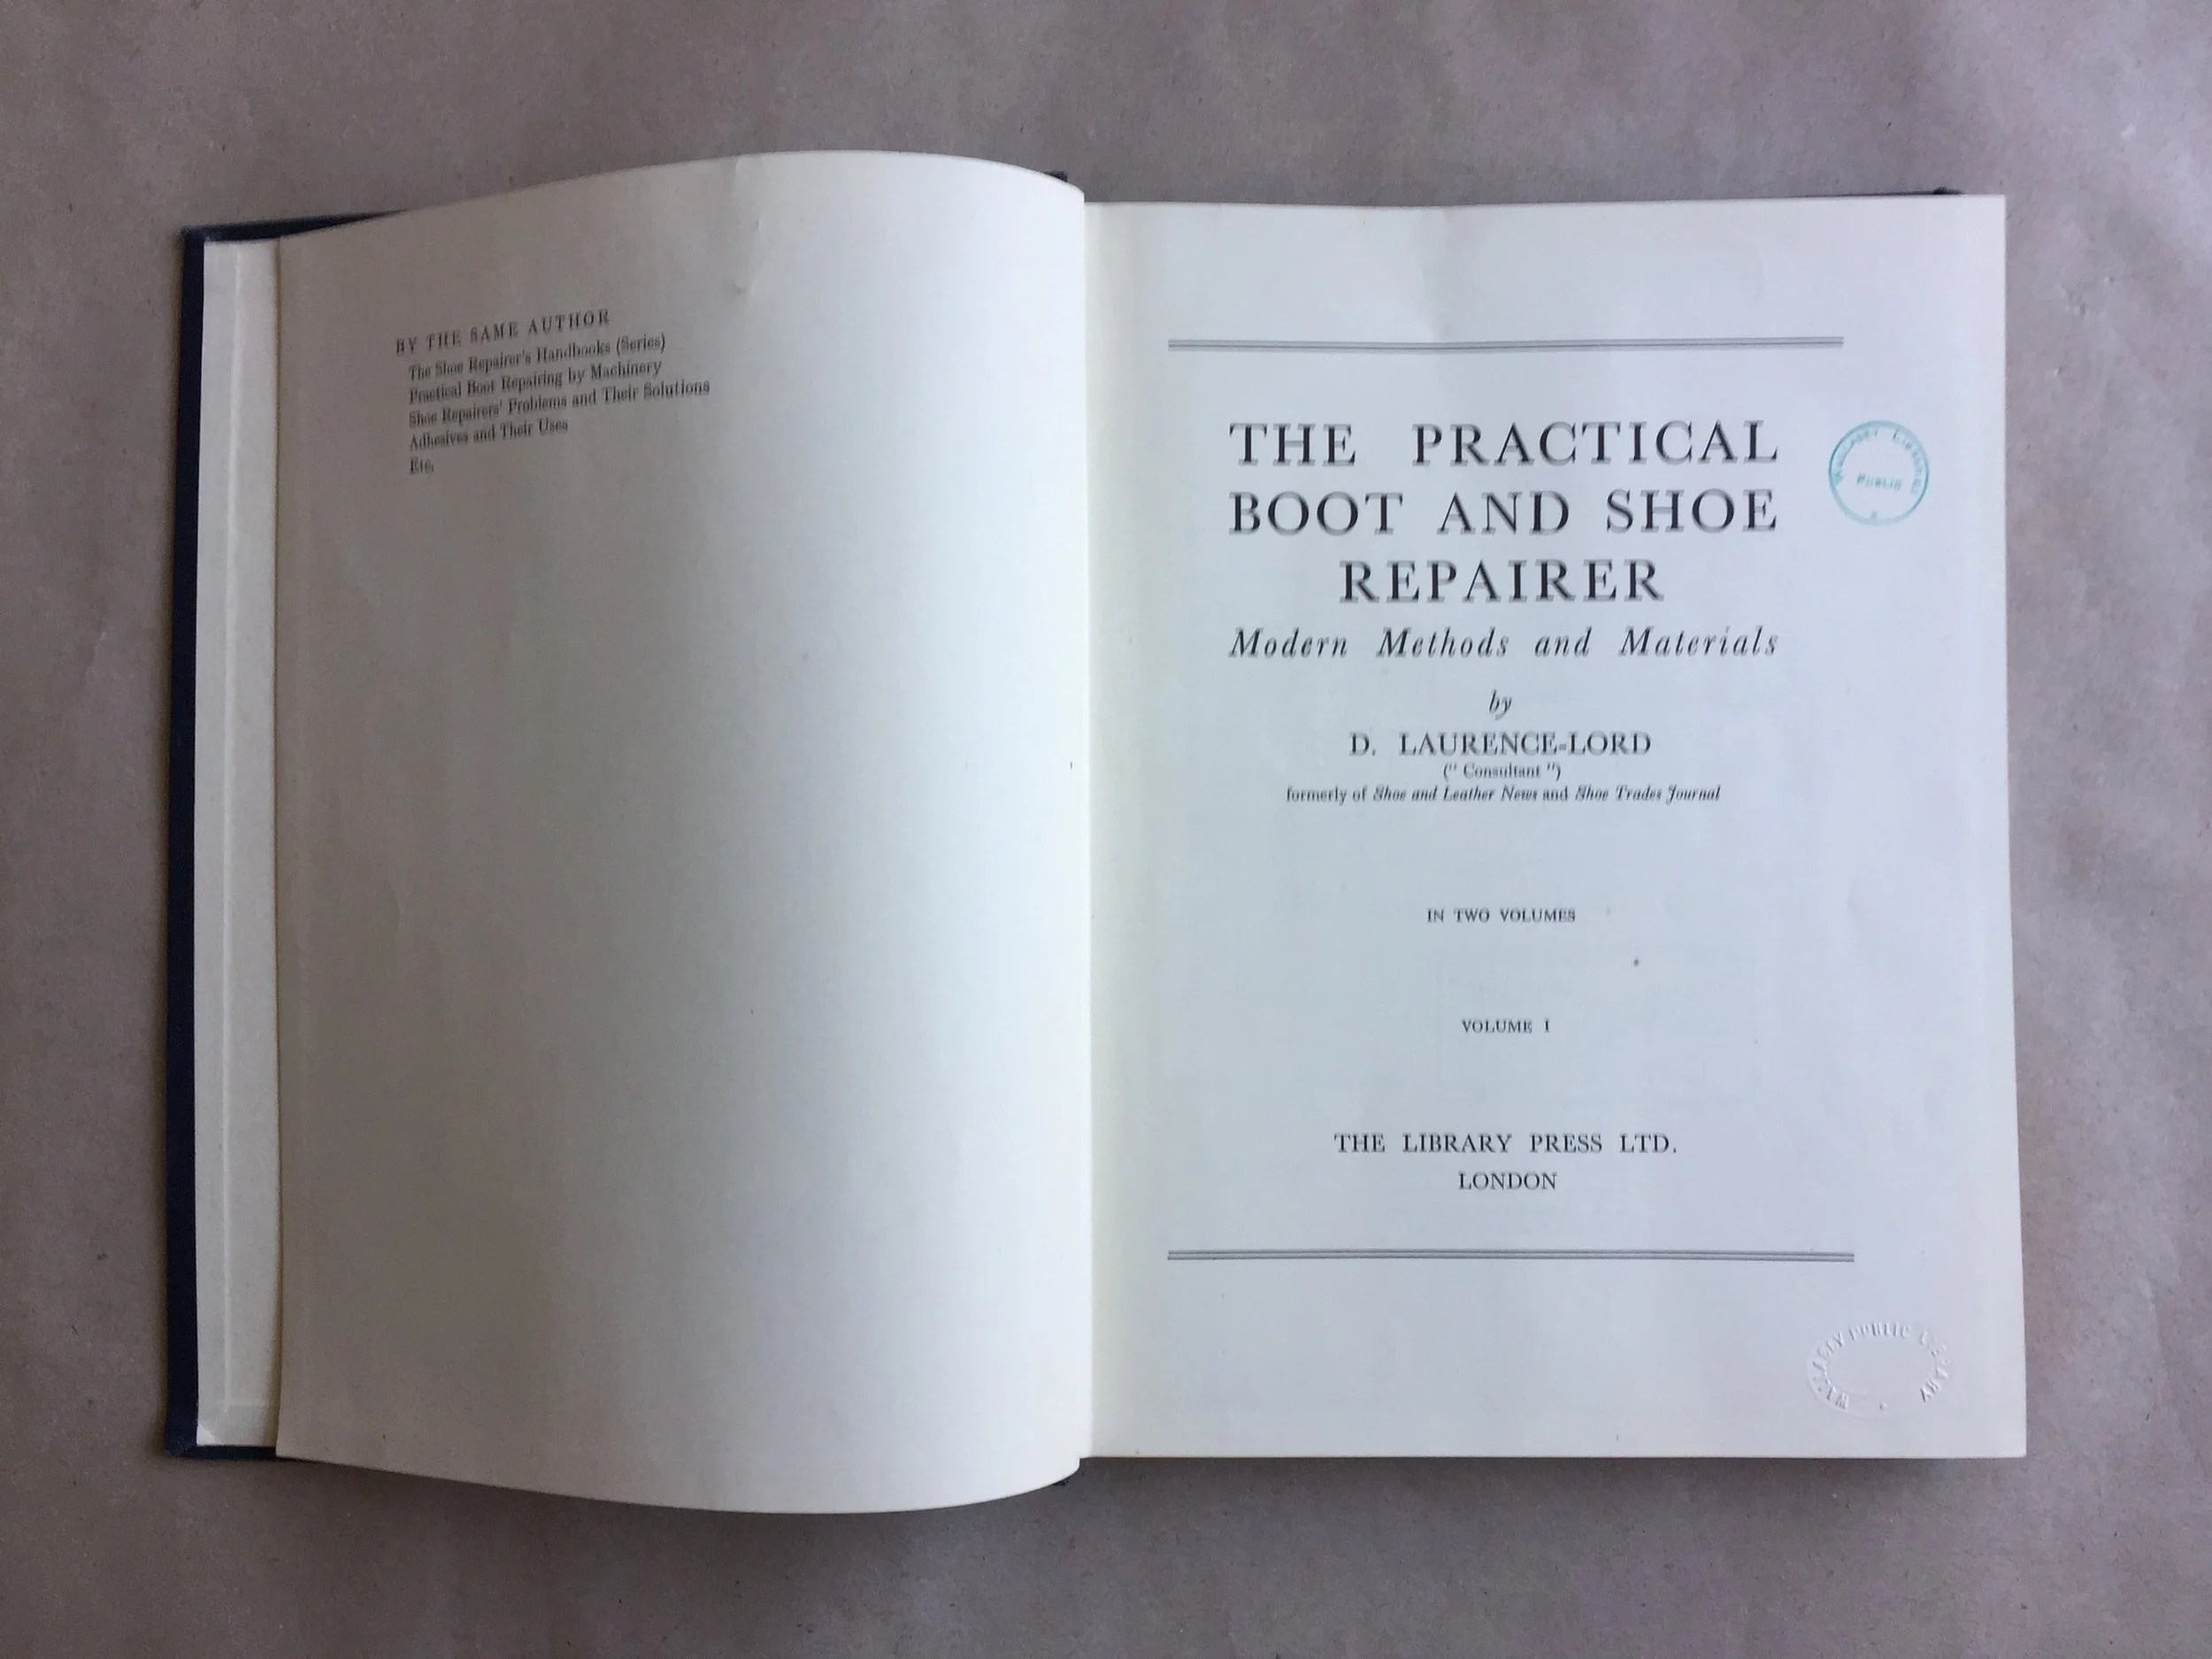 BY THE SAME AUTHOR
The Shoe Repairer's Handbooks (Series)
Practical Boot Repairing by Machinery
Shoe Repairers' Problems and Their Solutions
Adhesives and Their Uses
Etc.
THE PRACTICAL
BOOT AND SHOE
REPAIRER
Modern Methods and Materials
by
D. LAURENCE-LORD
(" Consultant ")
formerly of Shoe and Leather News and Shoe Trades Journal
IN TWO VOLUMES
VOLUME I
THE LIBRARY PRESS LTD.
LONDON
PUBLIC
PUBLIC LIBRARY